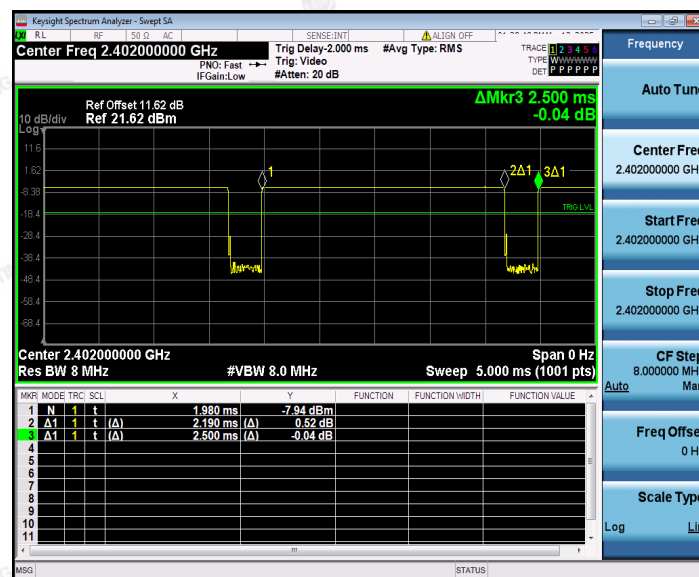 Keysight Spectrum Analyzer - Swept SA
LXI RL RF 50 Ω AC SENSE:INT ALIGN OFF
Center Freq 2.402000000 GHz
PNO: Fast
IFGain:Low
Trig Delay-2.000 ms
Trig: Video
#Atten: 20 dB
#Avg Type: RMS
TRACE 1 2 3 4 5 6
TYPE WWWWWW
DET P P P P P P
Ref Offset 11.62 dB
10 dB/div Ref 21.62 dBm
Log
ΔMkr3 2.500 ms
-0.04 dB
11.6
1.62
-8.38
-18.4
-28.4
-38.4
-48.4
-58.4
-68.4
1
2Δ1
3Δ1
TRIG LVL
Center 2.402000000 GHz Span 0 Hz
Res BW 8 MHz #VBW 8.0 MHz Sweep 5.000 ms (1001 pts)
MKR MODE TRC SCL X Y FUNCTION FUNCTION WIDTH FUNCTION VALUE
1 N 1 t 1.980 ms -7.94 dBm
2 Δ1 1 t (Δ) 2.190 ms (Δ) 0.52 dB
3 Δ1 1 t (Δ) 2.500 ms (Δ) -0.04 dB
4
5
6
7
8
9
10
11
MSG STATUS
Frequency
Auto Tun
Center Fre
2.402000000 GH
Start Fre
2.402000000 GH
Stop Fre
2.402000000 GH
CF Step
8.000000 MH
Auto Ma
Freq Offse
0 H
Scale Type
Log Li